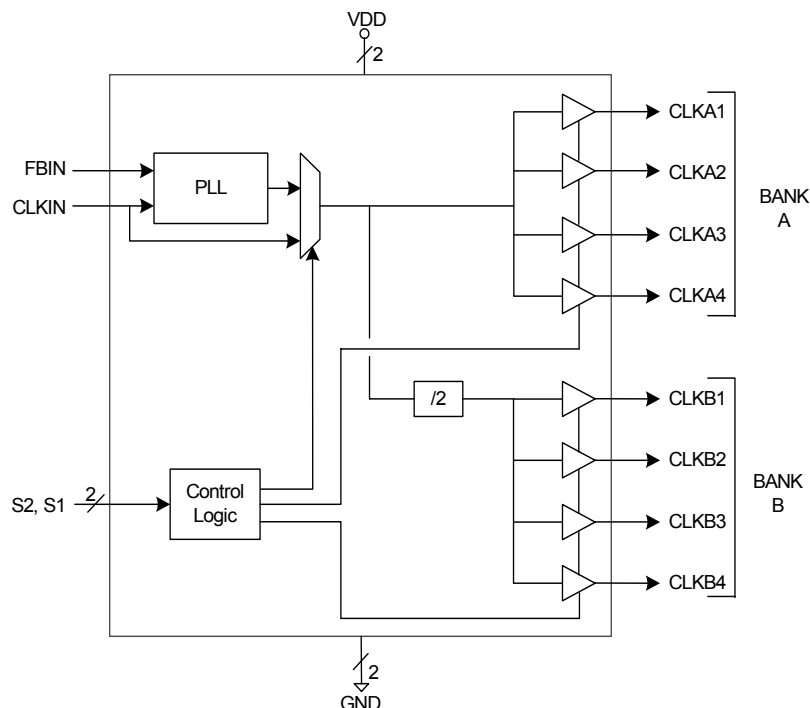 VDD
2
FBIN
CLKIN
PLL
CLKA1
CLKA2
CLKA3
CLKA4
BANK
A
/2
CLKB1
CLKB2
CLKB3
CLKB4
BANK
B
S2, S1
2
Control
Logic
2
GND